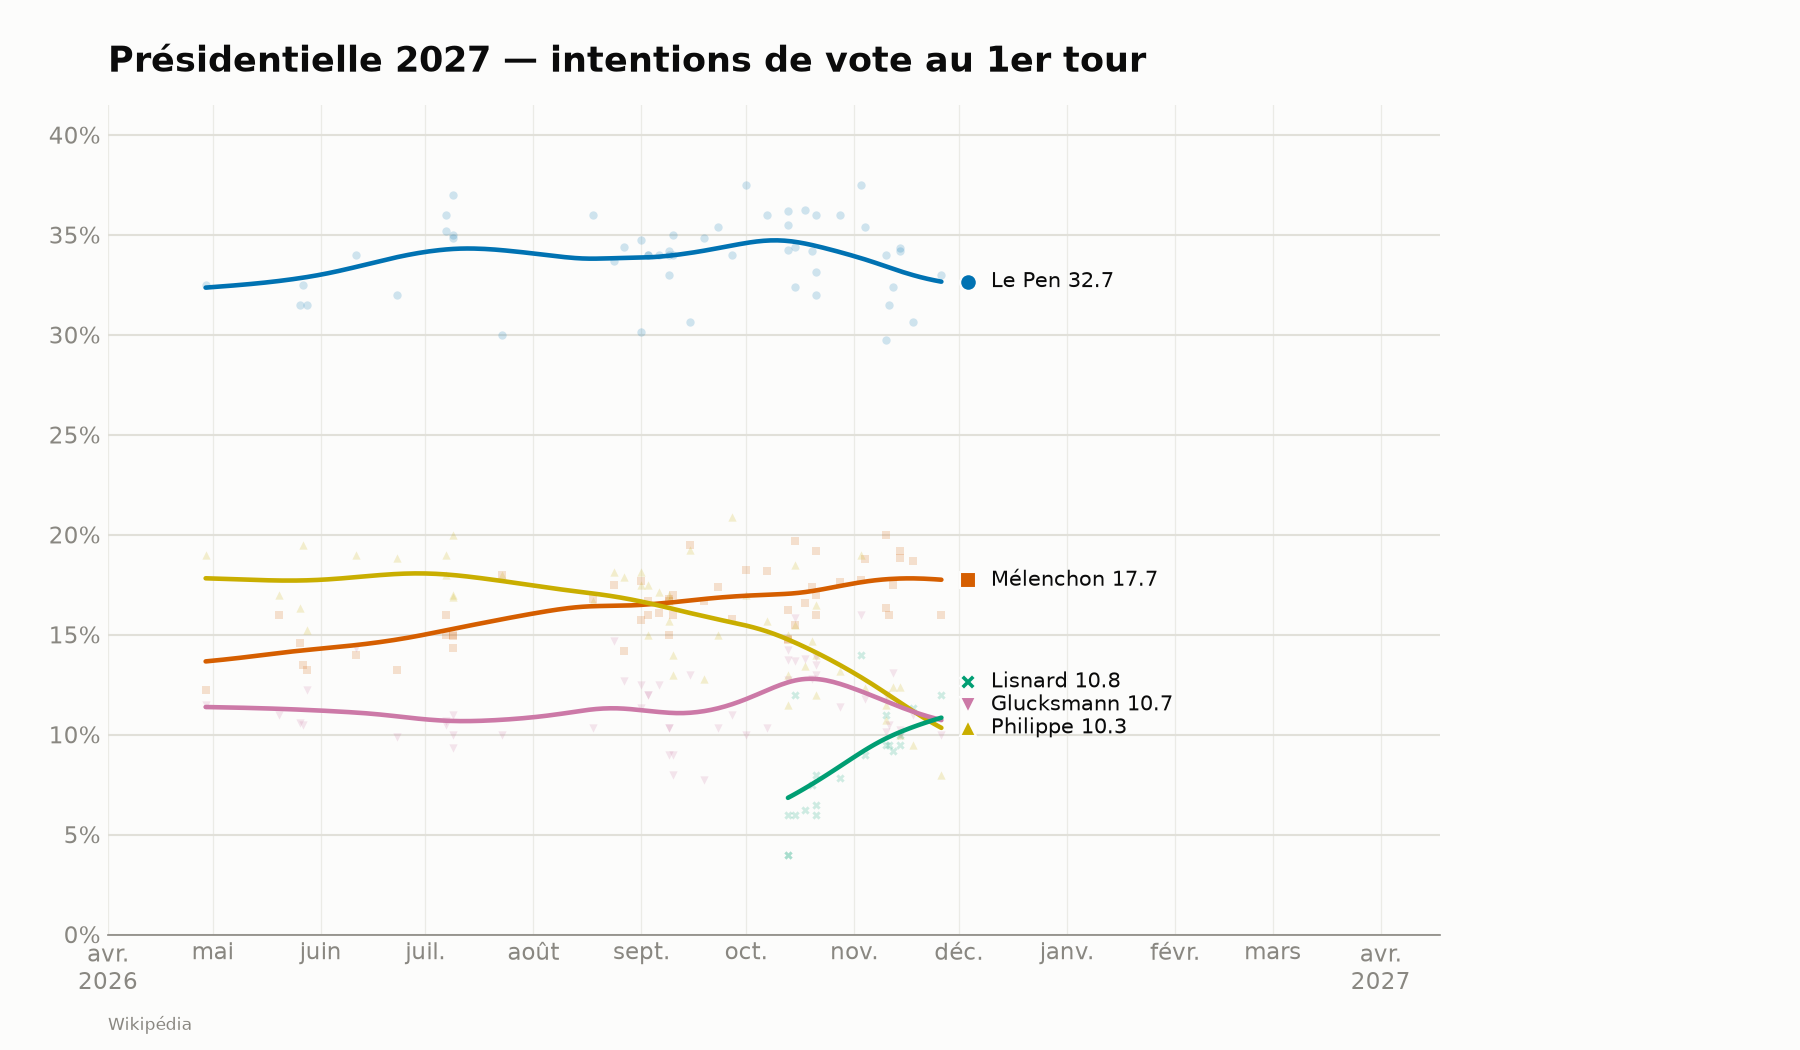 Présidentielle 2027 — intentions de vote au 1er tour
40%
35%
30%
25%
20%
15%
10%
5%
0%
Le Pen 32.7
Mélenchon 17.7
Lisnard 10.8
Glucksmann 10.7
Philippe 10.3
avr. mai juin juil. août sept. oct. nov. déc. janv. févr. mars avr.
2026 2027
Wikipédia